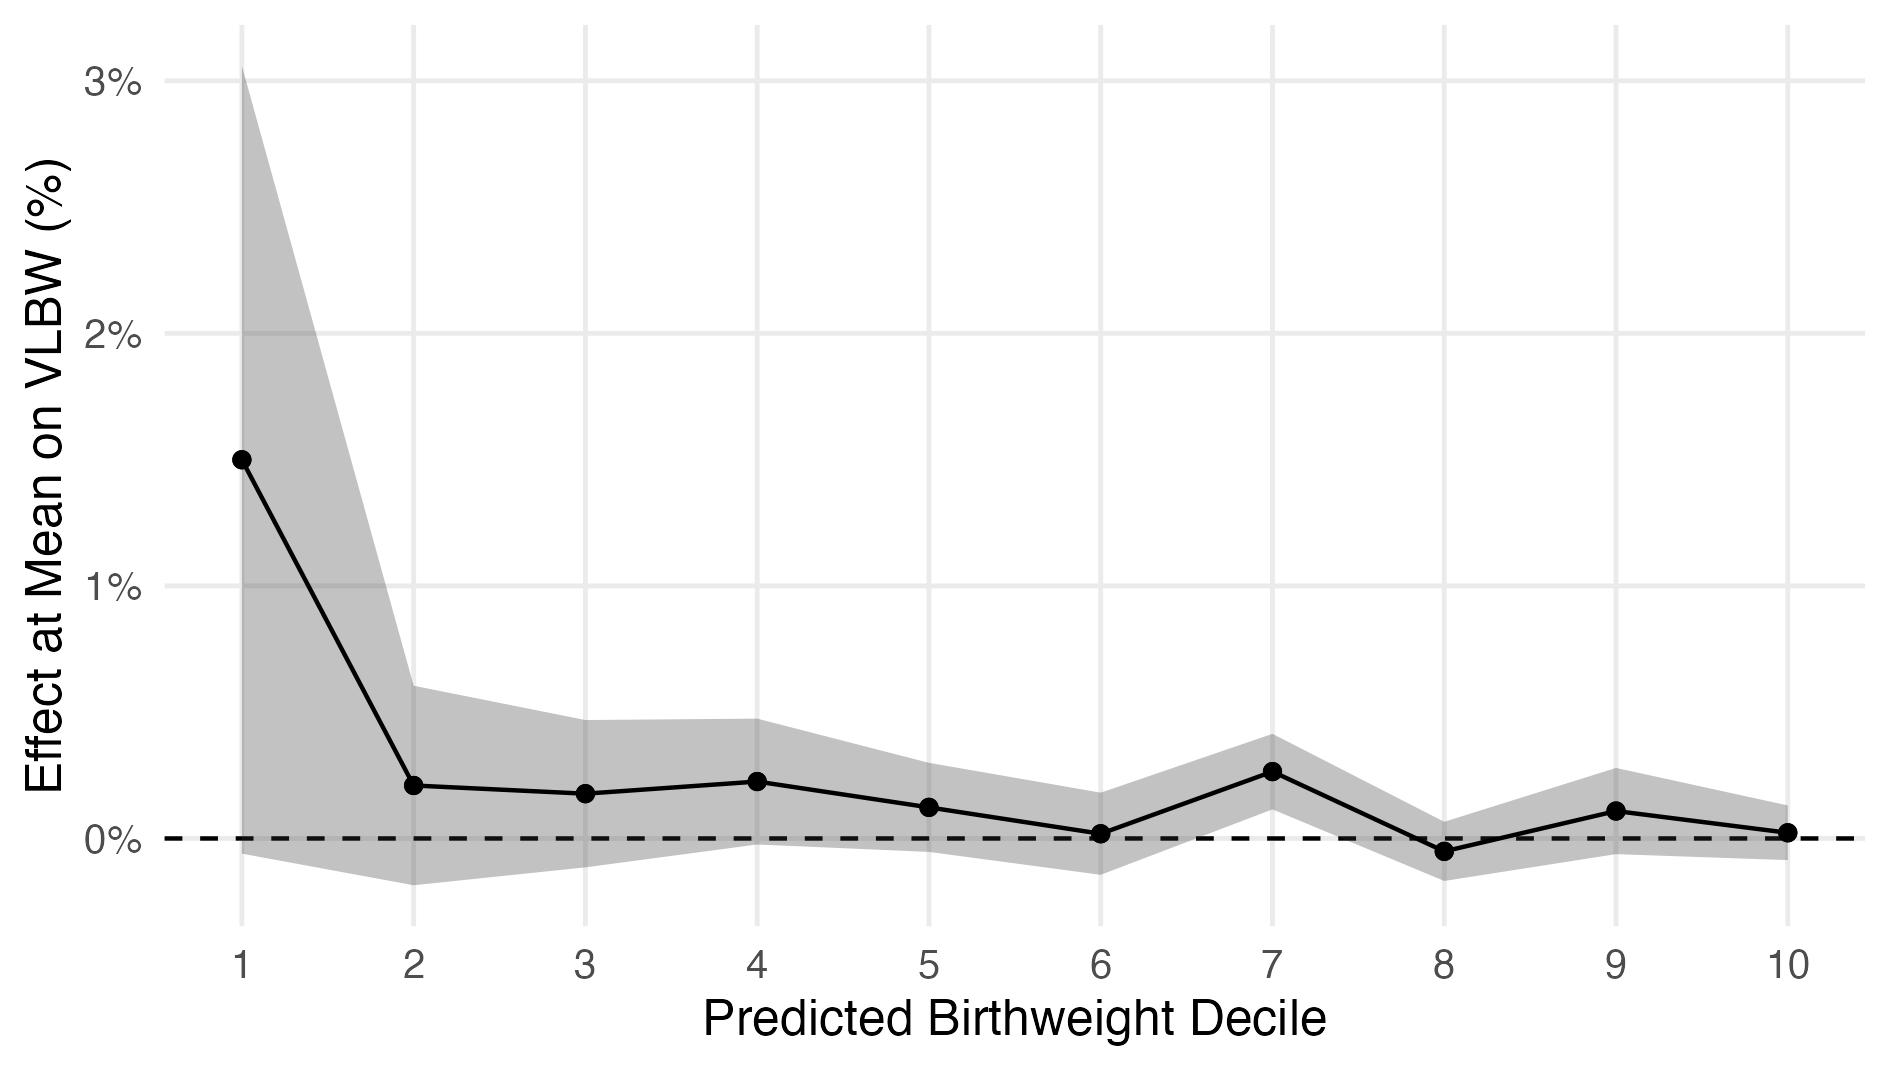 Effect at Mean on VLBW (%)
3%
2%
1%
0%
1 2 3 4 5 6 7 8 9 10
Predicted Birthweight Decile